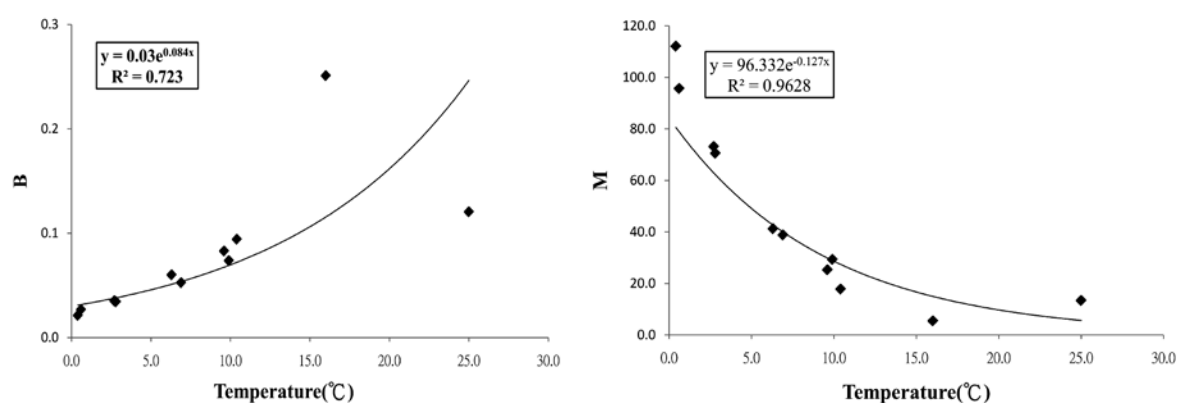 0.3
y = 0.03e^0.084x
R² = 0.723
0.2
B
0.1
0.0
0.0 5.0 10.0 15.0 20.0 25.0 30.0
Temperature(℃)
120.0
y = 96.332e^-0.127x
R² = 0.9628
100.0
80.0
M
60.0
40.0
20.0
0.0
0.0 5.0 10.0 15.0 20.0 25.0 30.0
Temperature(℃)